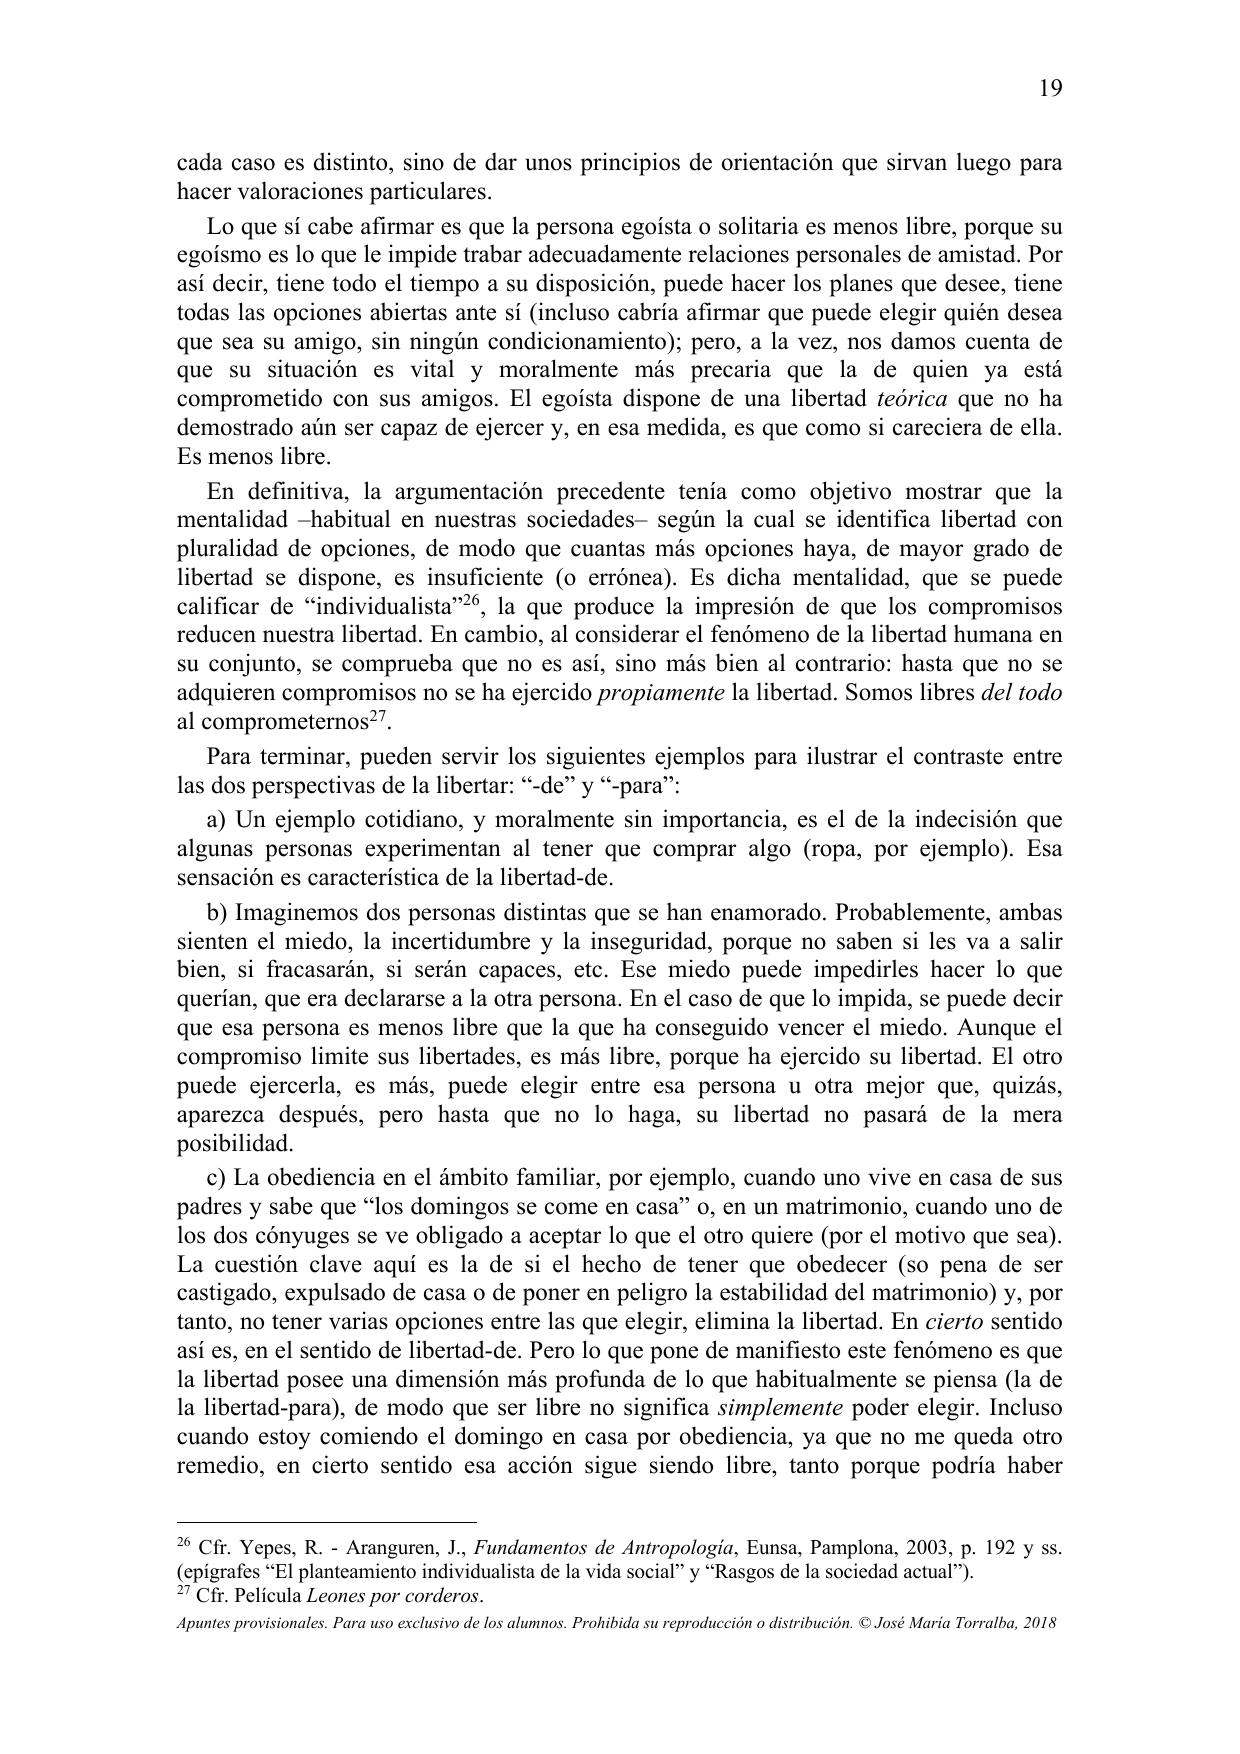 19
cada caso es distinto, sino de dar unos principios de orientación que sirvan luego para
hacer valoraciones particulares.
Lo que sí cabe afirmar es que la persona egoísta o solitaria es menos libre, porque su
egoísmo es lo que le impide trabar adecuadamente relaciones personales de amistad. Por
así decir, tiene todo el tiempo a su disposición, puede hacer los planes que desee, tiene
todas las opciones abiertas ante sí (incluso cabría afirmar que puede elegir quién desea
que sea su amigo, sin ningún condicionamiento); pero, a la vez, nos damos cuenta de
que su situación es vital y moralmente más precaria que la de quien ya está
comprometido con sus amigos. El egoísta dispone de una libertad teórica que no ha
demostrado aún ser capaz de ejercer y, en esa medida, es que como si careciera de ella.
Es menos libre.
En definitiva, la argumentación precedente tenía como objetivo mostrar que la
mentalidad –habitual en nuestras sociedades– según la cual se identifica libertad con
pluralidad de opciones, de modo que cuantas más opciones haya, de mayor grado de
libertad se dispone, es insuficiente (o errónea). Es dicha mentalidad, que se puede
calificar de “individualista”26, la que produce la impresión de que los compromisos
reducen nuestra libertad. En cambio, al considerar el fenómeno de la libertad humana en
su conjunto, se comprueba que no es así, sino más bien al contrario: hasta que no se
adquieren compromisos no se ha ejercido propiamente la libertad. Somos libres del todo
al comprometernos27.
Para terminar, pueden servir los siguientes ejemplos para ilustrar el contraste entre
las dos perspectivas de la libertar: “-de” y “-para”:
a) Un ejemplo cotidiano, y moralmente sin importancia, es el de la indecisión que
algunas personas experimentan al tener que comprar algo (ropa, por ejemplo). Esa
sensación es característica de la libertad-de.
b) Imaginemos dos personas distintas que se han enamorado. Probablemente, ambas
sienten el miedo, la incertidumbre y la inseguridad, porque no saben si les va a salir
bien, si fracasarán, si serán capaces, etc. Ese miedo puede impedirles hacer lo que
querían, que era declararse a la otra persona. En el caso de que lo impida, se puede decir
que esa persona es menos libre que la que ha conseguido vencer el miedo. Aunque el
compromiso limite sus libertades, es más libre, porque ha ejercido su libertad. El otro
puede ejercerla, es más, puede elegir entre esa persona u otra mejor que, quizás,
aparezca después, pero hasta que no lo haga, su libertad no pasará de la mera
posibilidad.
c) La obediencia en el ámbito familiar, por ejemplo, cuando uno vive en casa de sus
padres y sabe que “los domingos se come en casa” o, en un matrimonio, cuando uno de
los dos cónyuges se ve obligado a aceptar lo que el otro quiere (por el motivo que sea).
La cuestión clave aquí es la de si el hecho de tener que obedecer (so pena de ser
castigado, expulsado de casa o de poner en peligro la estabilidad del matrimonio) y, por
tanto, no tener varias opciones entre las que elegir, elimina la libertad. En cierto sentido
así es, en el sentido de libertad-de. Pero lo que pone de manifiesto este fenómeno es que
la libertad posee una dimensión más profunda de lo que habitualmente se piensa (la de
la libertad-para), de modo que ser libre no significa simplemente poder elegir. Incluso
cuando estoy comiendo el domingo en casa por obediencia, ya que no me queda otro
remedio, en cierto sentido esa acción sigue siendo libre, tanto porque podría haber
26 Cfr. Yepes, R. - Aranguren, J., Fundamentos de Antropología, Eunsa, Pamplona, 2003, p. 192 y ss.
(epígrafes “El planteamiento individualista de la vida social” y “Rasgos de la sociedad actual”).
27 Cfr. Película Leones por corderos.
Apuntes provisionales. Para uso exclusivo de los alumnos. Prohibida su reproducción o distribución. © José María Torralba, 2018